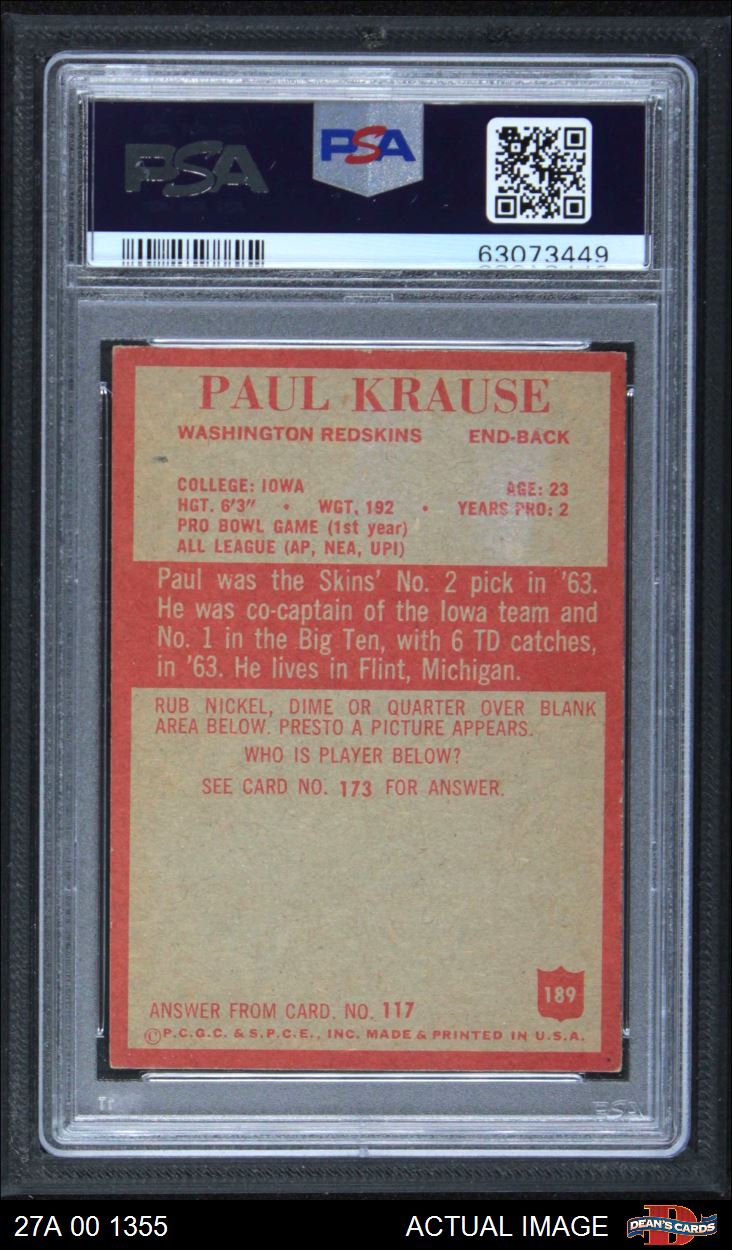 PSA
PSA
63073449
PAUL KRAUSE
WASHINGTON REDSKINS END-BACK
COLLEGE: IOWA AGE: 23
HGT. 6'3" • WGT. 192 • YEARS PRO: 2
PRO BOWL GAME (1st year)
ALL LEAGUE (AP, NEA, UPI)
Paul was the Skins' No. 2 pick in '63.
He was co-captain of the Iowa team and
No. 1 in the Big Ten, with 6 TD catches,
in '63. He lives in Flint, Michigan.
RUB NICKEL, DIME OR QUARTER OVER BLANK
AREA BELOW. PRESTO A PICTURE APPEARS.
WHO IS PLAYER BELOW?
SEE CARD NO. 173 FOR ANSWER.
189
ANSWER FROM CARD. NO. 117
©P.C.G.C. & S.P.C.E., INC. MADE & PRINTED IN U.S.A.
PSA
27A 00 1355 ACTUAL IMAGE DEAN'S CARDS